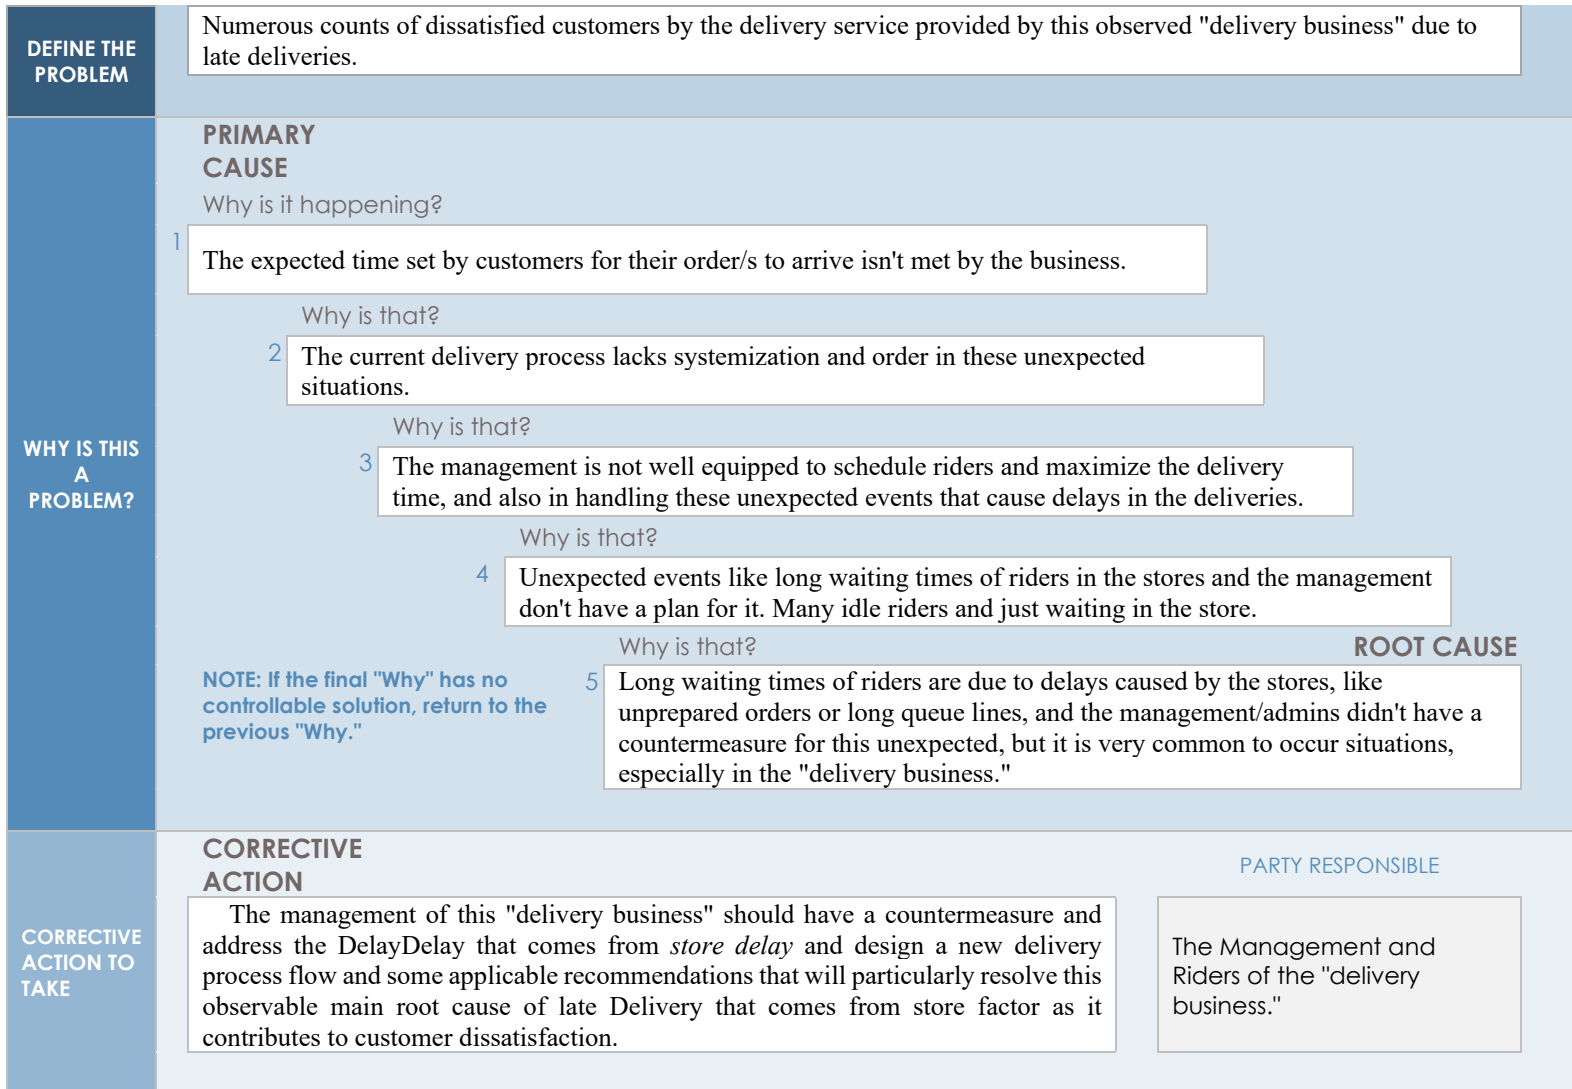 DEFINE THE
PROBLEM
Numerous counts of dissatisfied customers by the delivery service provided by this observed "delivery business" due to
late deliveries.
WHY IS THIS
A
PROBLEM?
PRIMARY
CAUSE
Why is it happening?
1
The expected time set by customers for their order/s to arrive isn't met by the business.
Why is that?
2
The current delivery process lacks systemization and order in these unexpected
situations.
Why is that?
3
The management is not well equipped to schedule riders and maximize the delivery
time, and also in handling these unexpected events that cause delays in the deliveries.
Why is that?
4
Unexpected events like long waiting times of riders in the stores and the management
don't have a plan for it. Many idle riders and just waiting in the store.
Why is that?
ROOT CAUSE
NOTE: If the final "Why" has no
controllable solution, return to the
previous "Why."
5
Long waiting times of riders are due to delays caused by the stores, like
unprepared orders or long queue lines, and the management/admins didn't have a
countermeasure for this unexpected, but it is very common to occur situations,
especially in the "delivery business."
CORRECTIVE
ACTION TO
TAKE
CORRECTIVE
ACTION
The management of this "delivery business" should have a countermeasure and
address the DelayDelay that comes from store delay and design a new delivery
process flow and some applicable recommendations that will particularly resolve this
observable main root cause of late Delivery that comes from store factor as it
contributes to customer dissatisfaction.
PARTY RESPONSIBLE
The Management and
Riders of the "delivery
business."